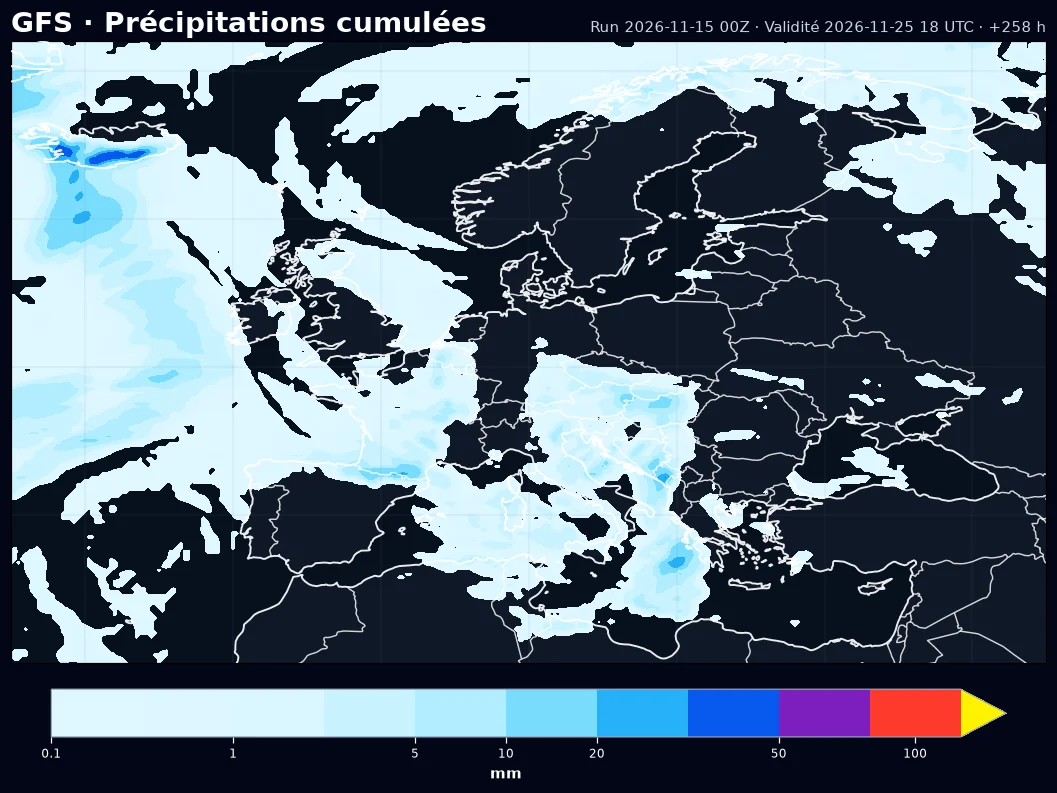 GFS · Précipitations cumulées
Run 2026-11-15 00Z · Validité 2026-11-25 18 UTC · +258 h
0.1 1 5 10 20 50 100
mm